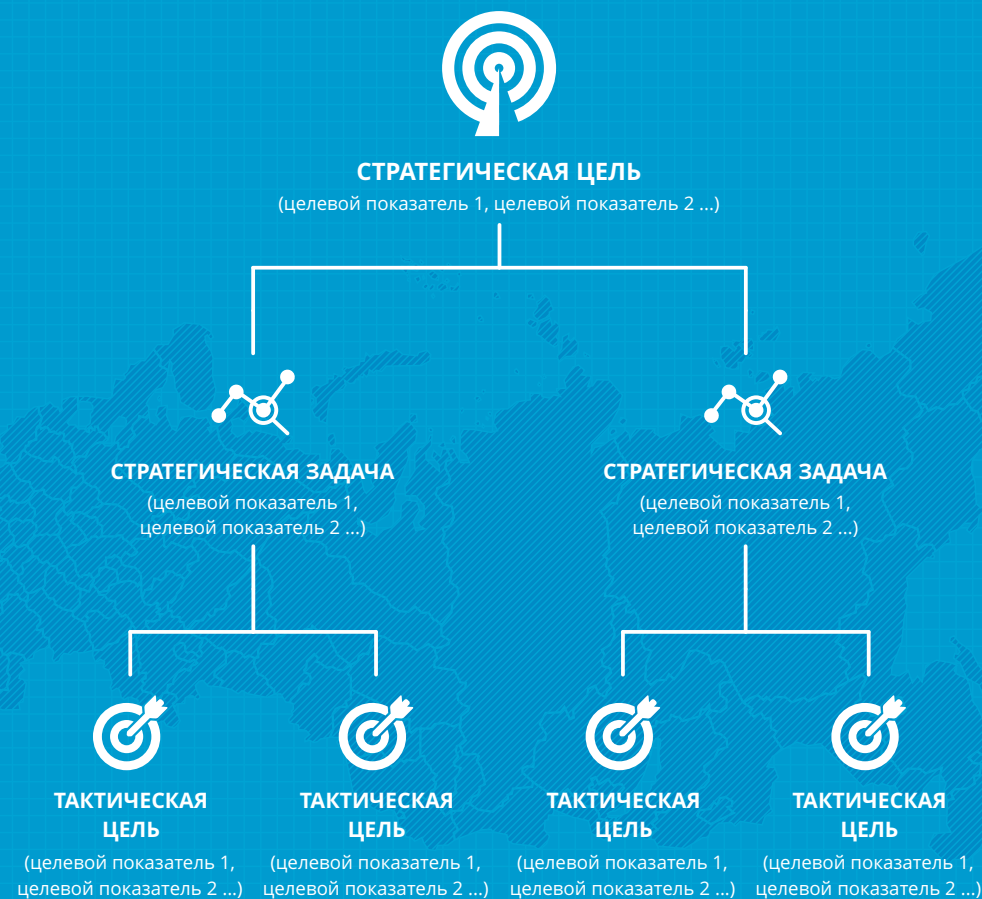 СТРАТЕГИЧЕСКАЯ ЦЕЛЬ
(целевой показатель 1, целевой показатель 2 ...)
СТРАТЕГИЧЕСКАЯ ЗАДАЧА
(целевой показатель 1,
целевой показатель 2 ...)
СТРАТЕГИЧЕСКАЯ ЗАДАЧА
(целевой показатель 1,
целевой показатель 2 ...)
ТАКТИЧЕСКАЯ
ЦЕЛЬ
(целевой показатель 1,
целевой показатель 2 ...)
ТАКТИЧЕСКАЯ
ЦЕЛЬ
(целевой показатель 1,
целевой показатель 2 ...)
ТАКТИЧЕСКАЯ
ЦЕЛЬ
(целевой показатель 1,
целевой показатель 2 ...)
ТАКТИЧЕСКАЯ
ЦЕЛЬ
(целевой показатель 1,
целевой показатель 2 ...)